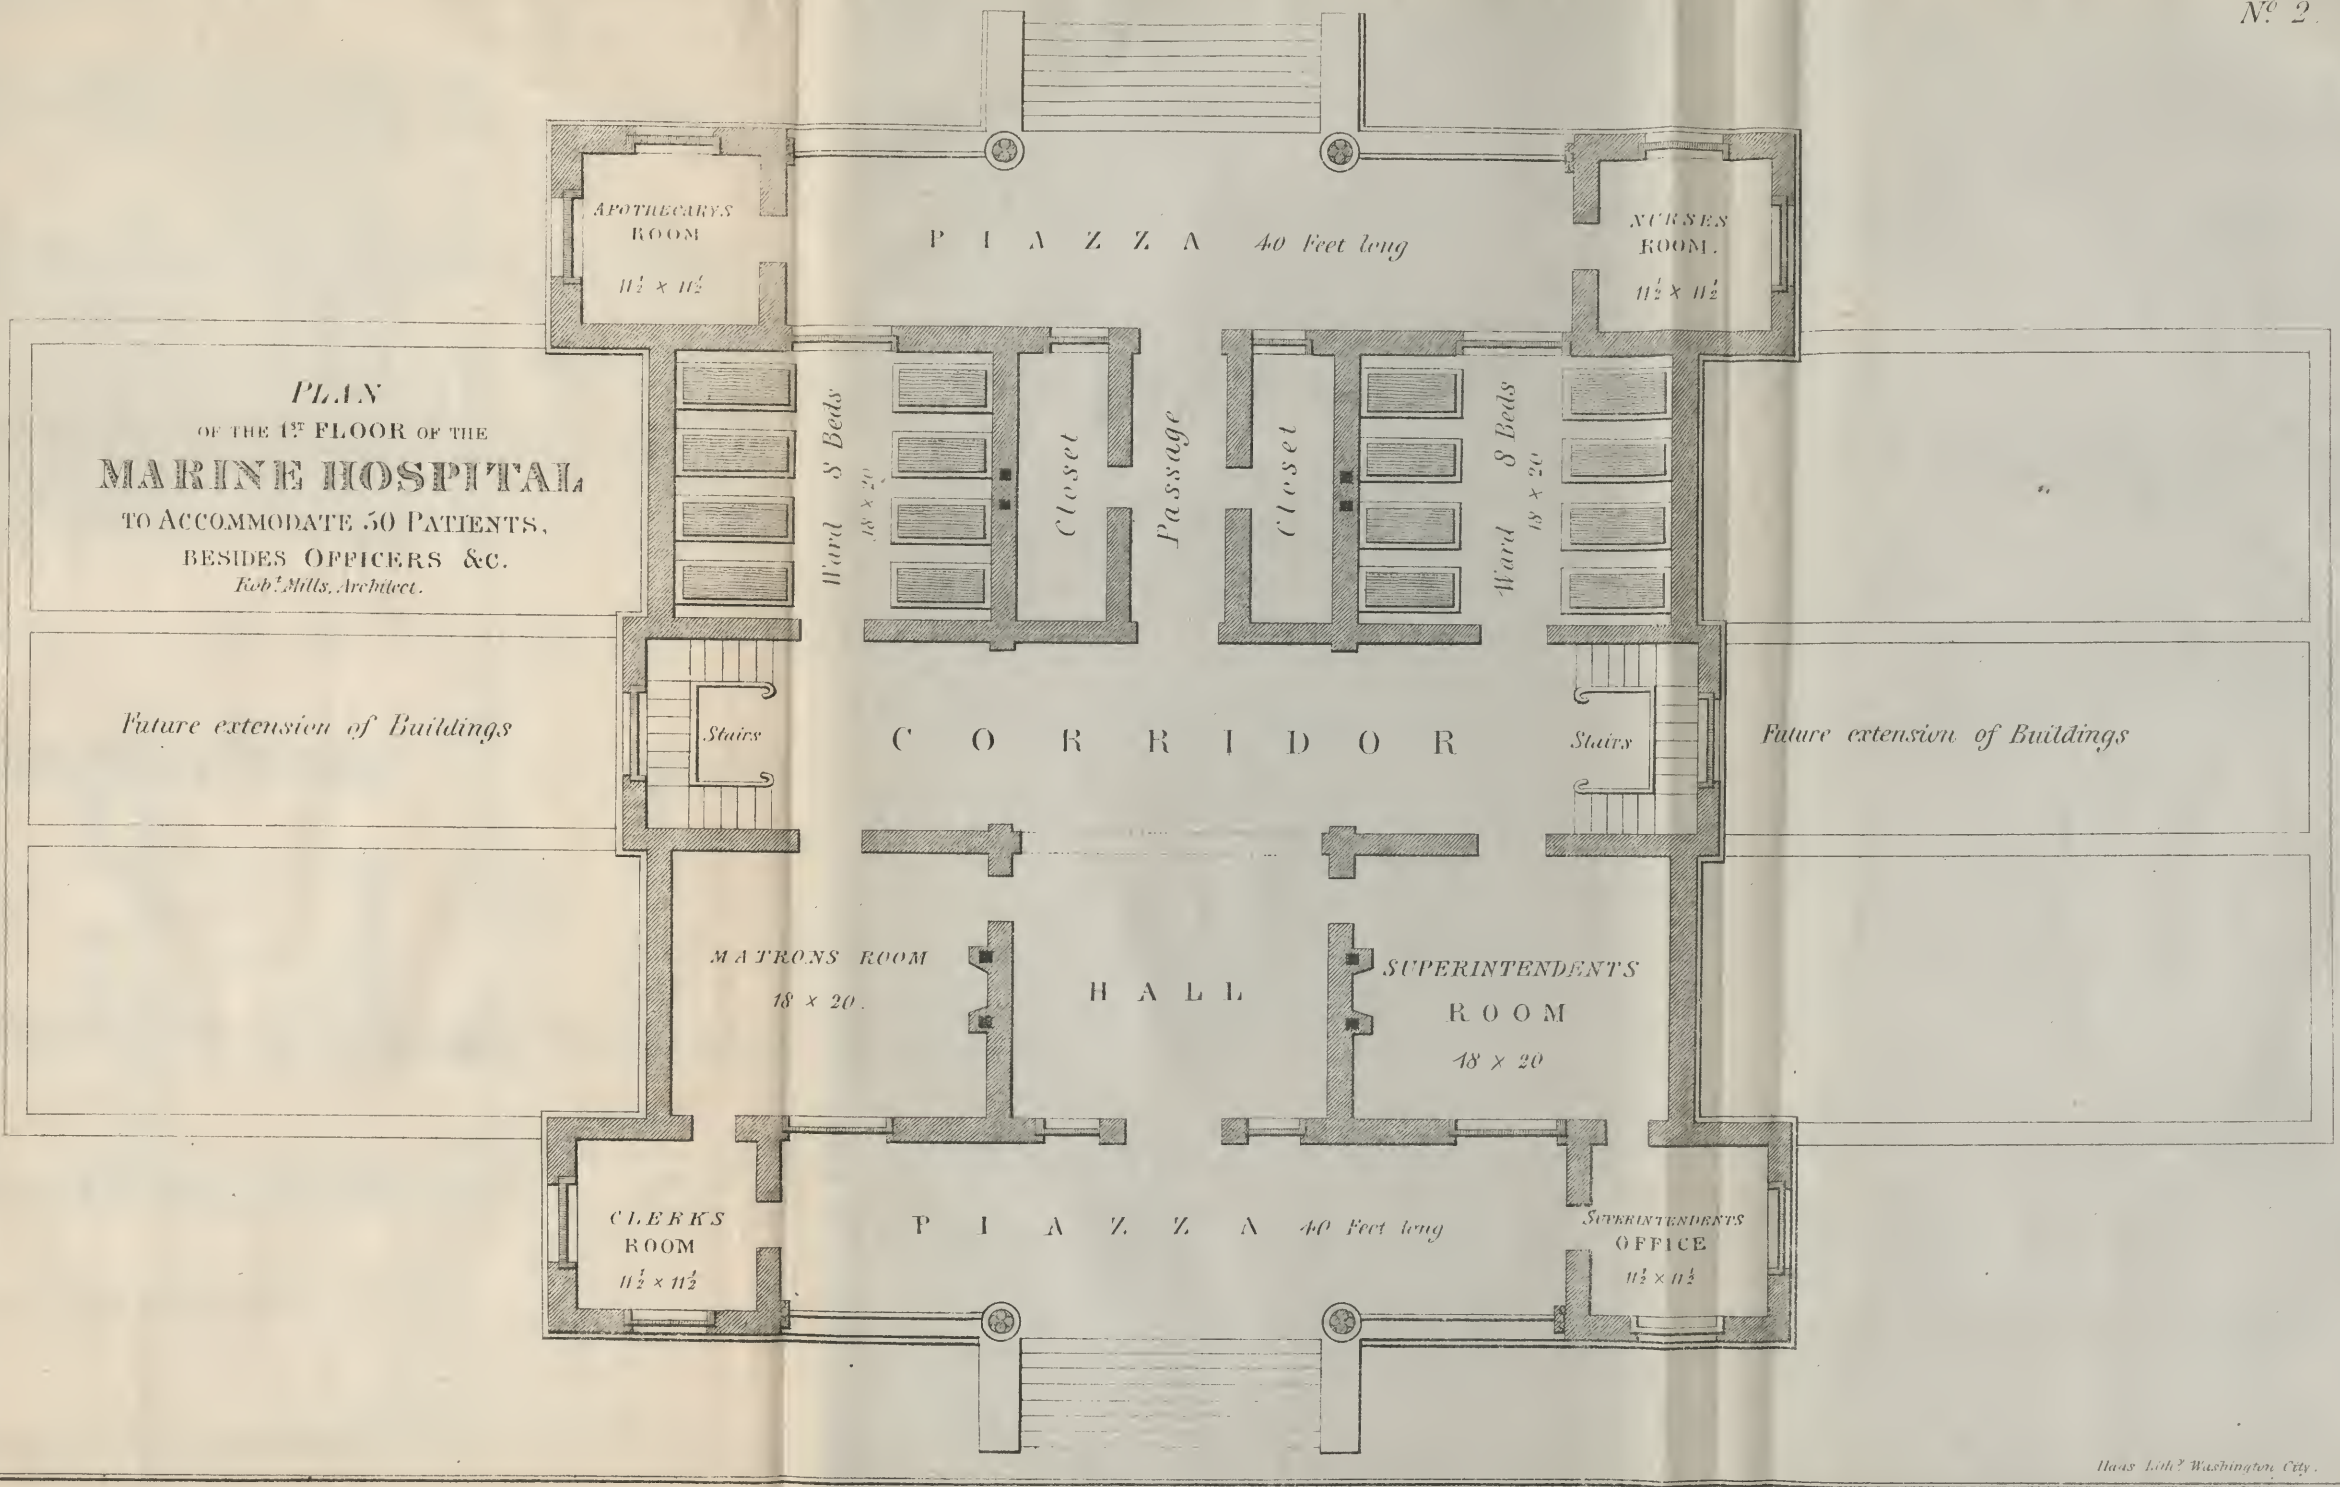 No. 2.
APOTHECARYS
ROOM
11½ × 11½
PIAZZA 40 Feet long
NURSES
ROOM.
11½ × 11½
PLAN
OF THE 1ST FLOOR OF THE
MARINE HOSPITAL
TO ACCOMMODATE 50 PATIENTS,
BESIDES OFFICERS &C.
Robt. Mills, Architect.
Ward 8 Beds
18 × 20
Closet
Passage
Closet
Ward 8 Beds
18 × 20
Future extension of Buildings
Stairs
CORRIDOR
Stairs
Future extension of Buildings
MATRONS ROOM
18 × 20.
HALL
SUPERINTENDENTS
ROOM
18 × 20
CLERKS
ROOM
11½ × 11½
PIAZZA 40 Feet long
SUPERINTENDENTS
OFFICE
11½ × 11½
Haas Lithr. Washington City.